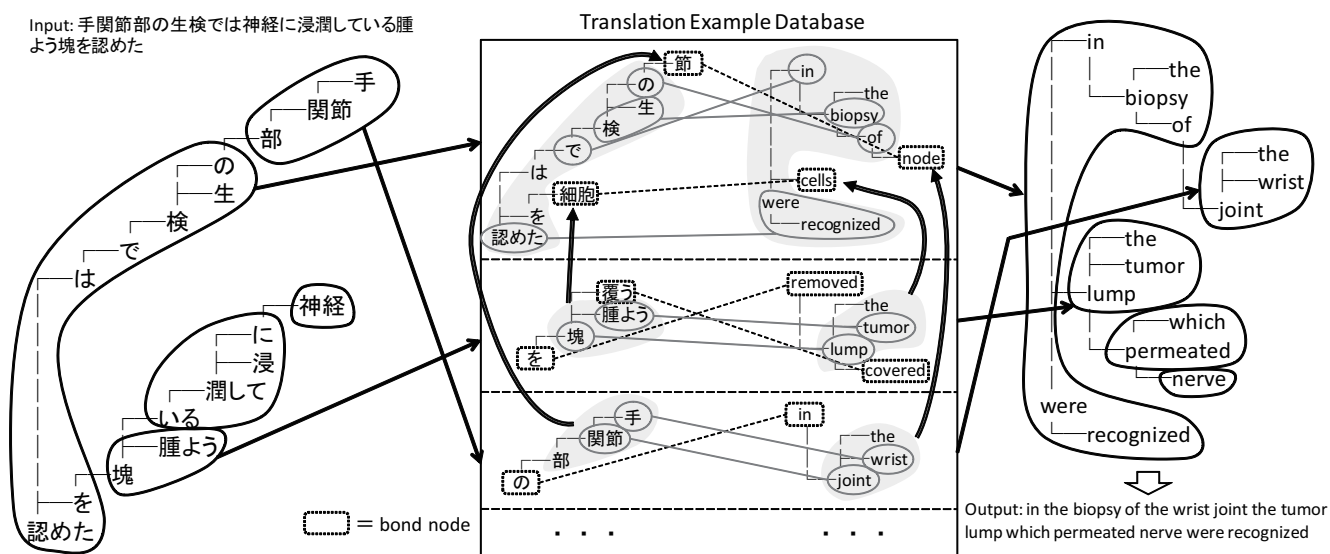 Input: 手関節部の生検では神経に浸潤している腫
よう塊を認めた
手
関節
部
の
生
検
で
は
神経
に
浸
潤して
いる
腫よう
塊
を
認めた
Translation Example Database
節
の
生
検
で
は
細胞
を
認めた
in
the
biopsy
of
node
cells
were
recognized
覆う
腫よう
塊
を
removed
the
tumor
lump
covered
手
関節
部
の
in
the
wrist
joint
. . .
. . .
= bond node
in
the
biopsy
of
the
wrist
joint
the
tumor
lump
which
permeated
nerve
were
recognized
Output: in the biopsy of the wrist joint the tumor
lump which permeated nerve were recognized